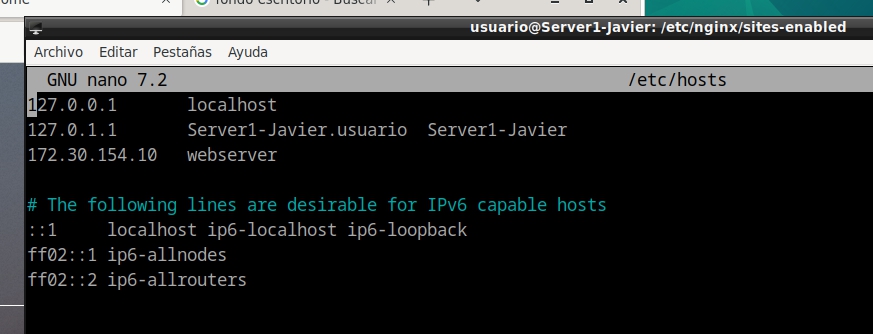 fondo escritorio - Buscar
usuario@Server1-Javier: /etc/nginx/sites-enabled
Archivo Editar Pestañas Ayuda
GNU nano 7.2 /etc/hosts
127.0.0.1 localhost
127.0.1.1 Server1-Javier.usuario Server1-Javier
172.30.154.10 webserver
# The following lines are desirable for IPv6 capable hosts
::1 localhost ip6-localhost ip6-loopback
ff02::1 ip6-allnodes
ff02::2 ip6-allrouters